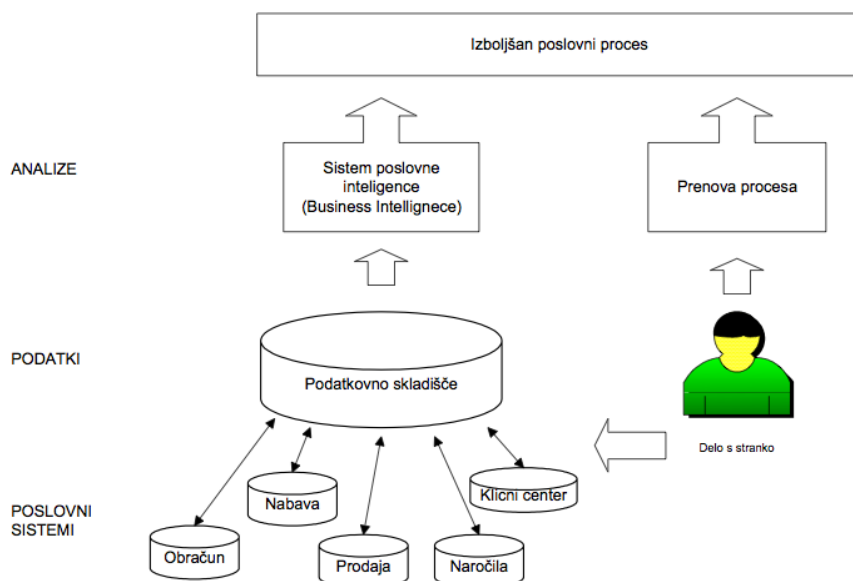 Izboljšan poslovni proces
ANALIZE
Sistem poslovne
inteligence
(Business Intellignece)
Prenova procesa
PODATKI
Podatkovno skladišče
Delo s stranko
POSLOVNI
SISTEMI
Nabava
Klicni center
Obračun
Prodaja
Naročila